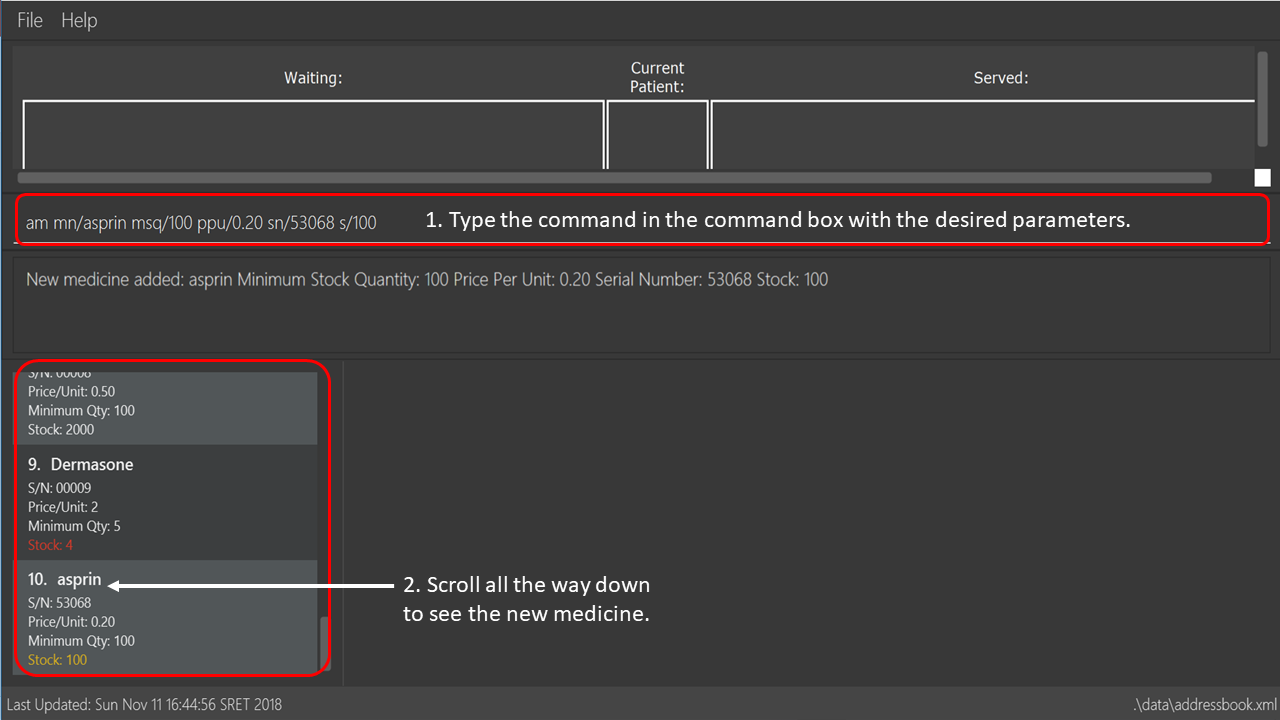 File Help
Waiting:
Current
Patient:
Served:
am mn/asprin msq/100 ppu/0.20 sn/53068 s/100
1. Type the command in the command box with the desired parameters.
New medicine added: asprin Minimum Stock Quantity: 100 Price Per Unit: 0.20 Serial Number: 53068 Stock: 100
S/N: 00008
Price/Unit: 0.50
Minimum Qty: 100
Stock: 2000
9. Dermasone
S/N: 00009
Price/Unit: 2
Minimum Qty: 5
Stock: 4
10. asprin
S/N: 53068
Price/Unit: 0.20
Minimum Qty: 100
Stock: 100
2. Scroll all the way down
to see the new medicine.
Last Updated: Sun Nov 11 16:44:56 SRET 2018
.\data\addressbook.xml